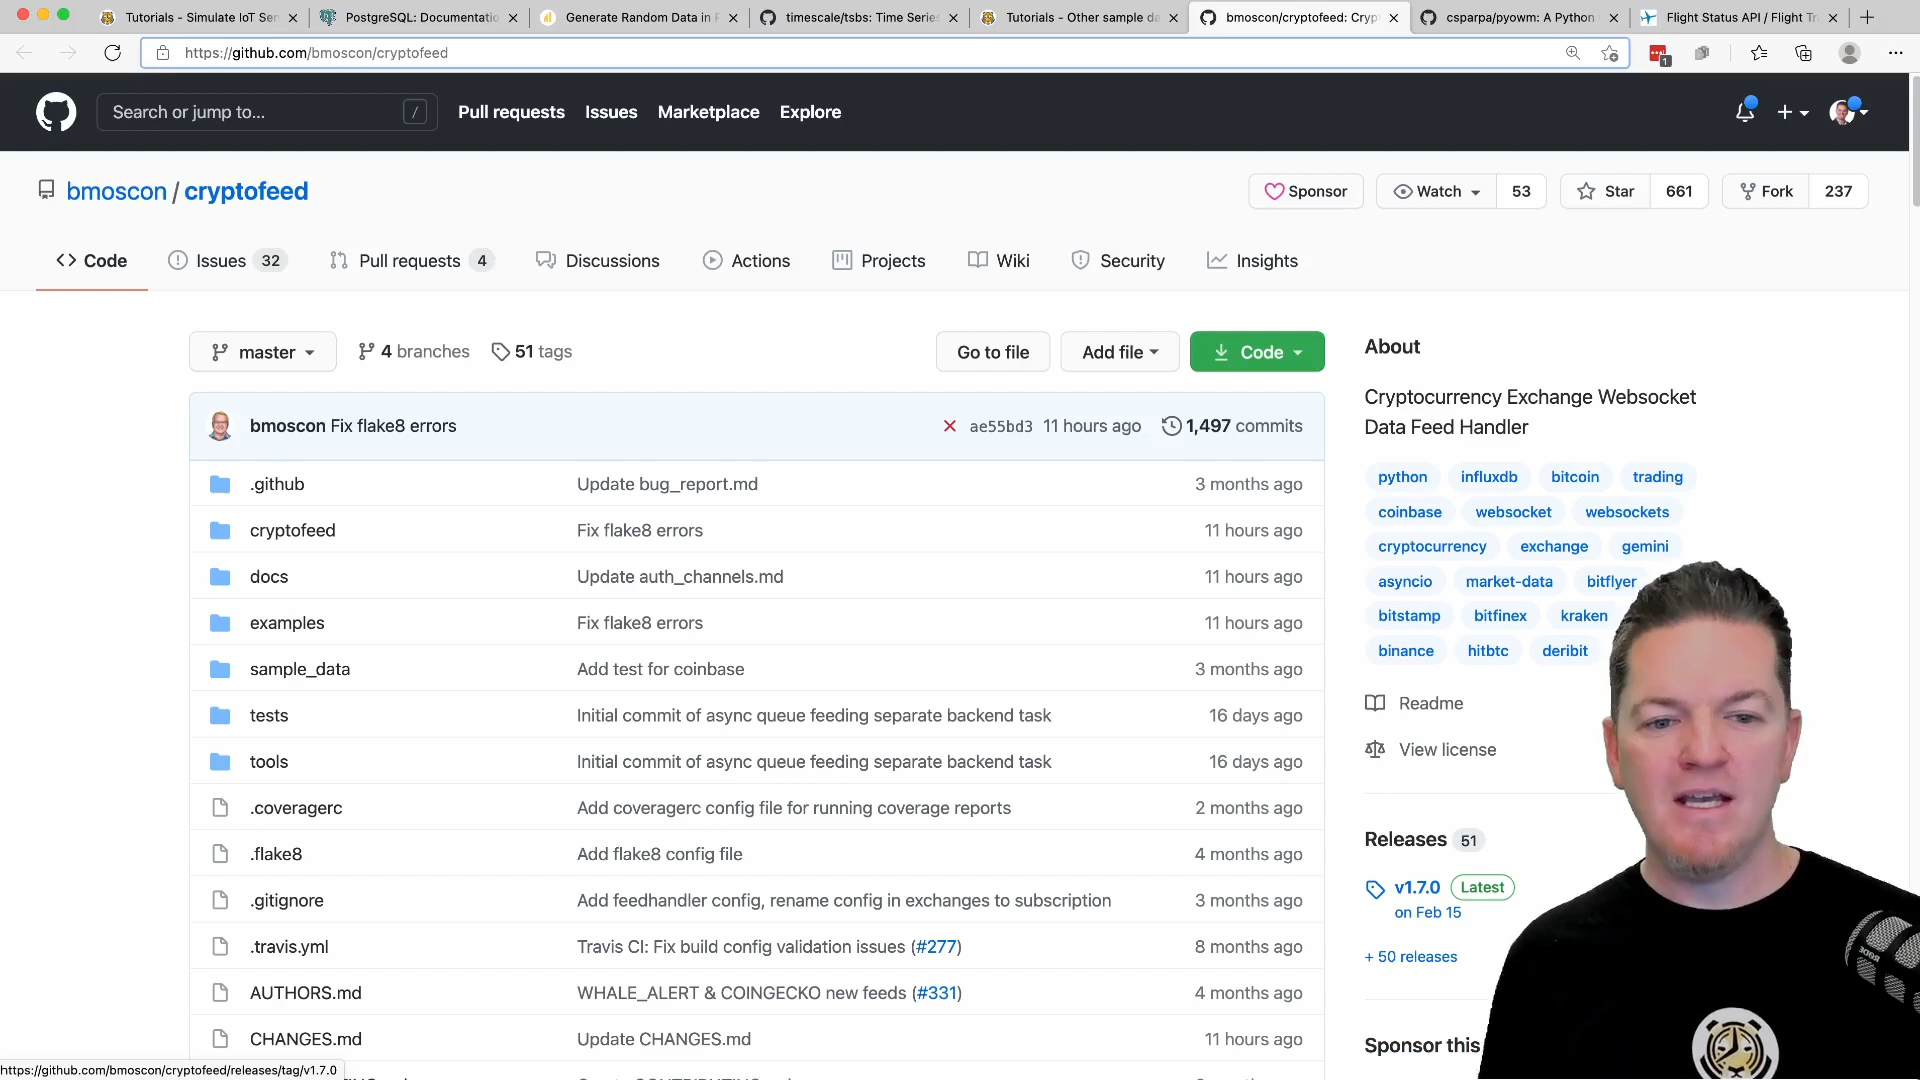 Tutorials - Simulate IoT Ser
PostgreSQL: Documentatio
Generate Random Data in P
timescale/tsbs: Time Series
Tutorials - Other sample da
bmoscon/cryptofeed: Cryp
csparpa/pyowm: A Python
Flight Status API / Flight Tr
https://github.com/bmoscon/cryptofeed
1
Search or jump to...
/
Pull requests
Issues
Marketplace
Explore
bmoscon / cryptofeed
Sponsor
Watch 53
Star 661
Fork 237
Code
Issues 32
Pull requests 4
Discussions
Actions
Projects
Wiki
Security
Insights
master
4 branches
51 tags
Go to file
Add file
Code
bmoscon Fix flake8 errors
ae55bd3 11 hours ago
1,497 commits
.github Update bug_report.md 3 months ago
cryptofeed Fix flake8 errors 11 hours ago
docs Update auth_channels.md 11 hours ago
examples Fix flake8 errors 11 hours ago
sample_data Add test for coinbase 3 months ago
tests Initial commit of async queue feeding separate backend task 16 days ago
tools Initial commit of async queue feeding separate backend task 16 days ago
.coveragerc Add coveragerc config file for running coverage reports 2 months ago
.flake8 Add flake8 config file 4 months ago
.gitignore Add feedhandler config, rename config in exchanges to subscription 3 months ago
.travis.yml Travis CI: Fix build config validation issues (#277) 8 months ago
AUTHORS.md WHALE_ALERT & COINGECKO new feeds (#331) 4 months ago
CHANGES.md Update CHANGES.md 11 hours ago
About
Cryptocurrency Exchange Websocket
Data Feed Handler
python influxdb bitcoin trading
coinbase websocket websockets
cryptocurrency exchange gemini
asyncio market-data bitflyer
bitstamp bitfinex kraken
binance hitbtc deribit
Readme
View license
Releases 51
v1.7.0 Latest
on Feb 15
+ 50 releases
Sponsor this
RODE
https://github.com/bmoscon/cryptofeed/releases/tag/v1.7.0